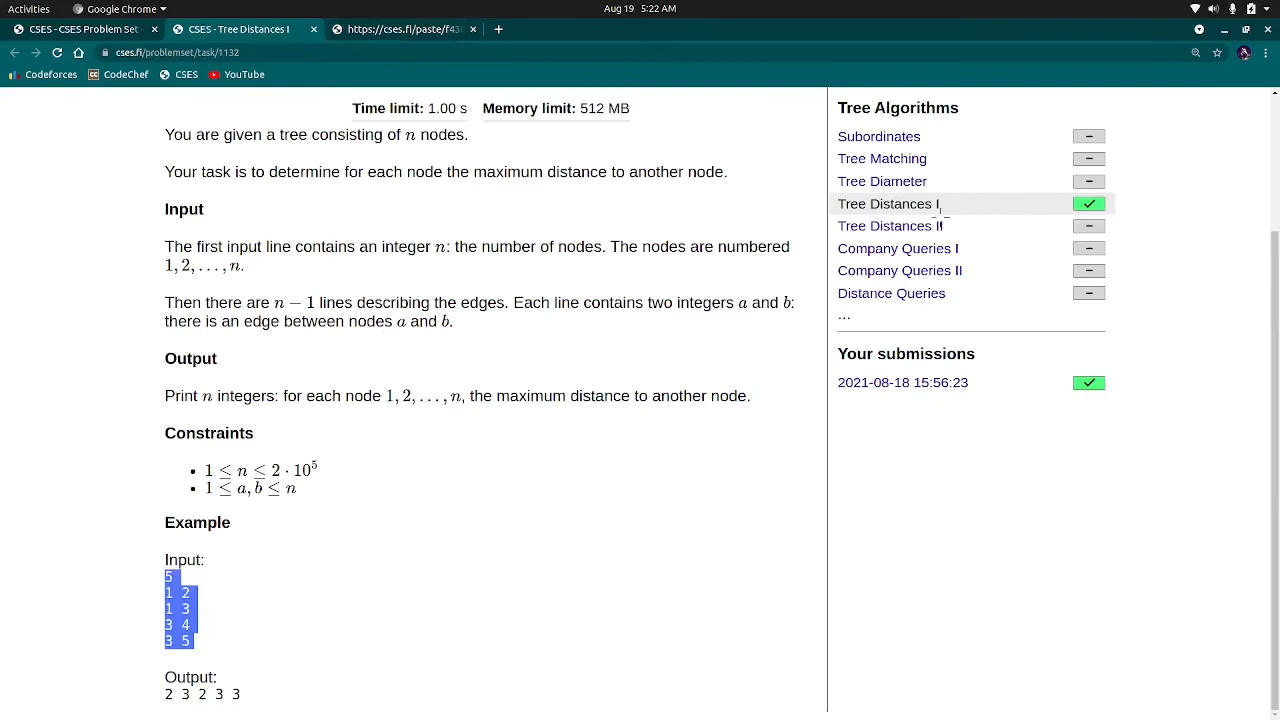 Activities Google Chrome Aug 19 5:22 AM
CSES - CSES Problem Set - CSES - Tree Distances I https://cses.fi/paste/f43
cses.fi/problemset/task/1132
Codeforces CC CodeChef CSES YouTube
Time limit: 1.00 s Memory limit: 512 MB
You are given a tree consisting of n nodes.
Your task is to determine for each node the maximum distance to another node.
Input
The first input line contains an integer n: the number of nodes. The nodes are numbered
1, 2, . . . , n.
Then there are n − 1 lines describing the edges. Each line contains two integers a and b:
there is an edge between nodes a and b.
Output
Print n integers: for each node 1, 2, . . . , n, the maximum distance to another node.
Constraints
• 1 ≤ n ≤ 2 · 10⁵
• 1 ≤ a, b ≤ n
Example
Input:
5
1 2
1 3
3 4
3 5
Output:
2 3 2 3 3
Tree Algorithms
Subordinates –
Tree Matching –
Tree Diameter –
Tree Distances I ✓
Tree Distances II –
Company Queries I –
Company Queries II –
Distance Queries –
...
Your submissions
2021-08-18 15:56:23 ✓